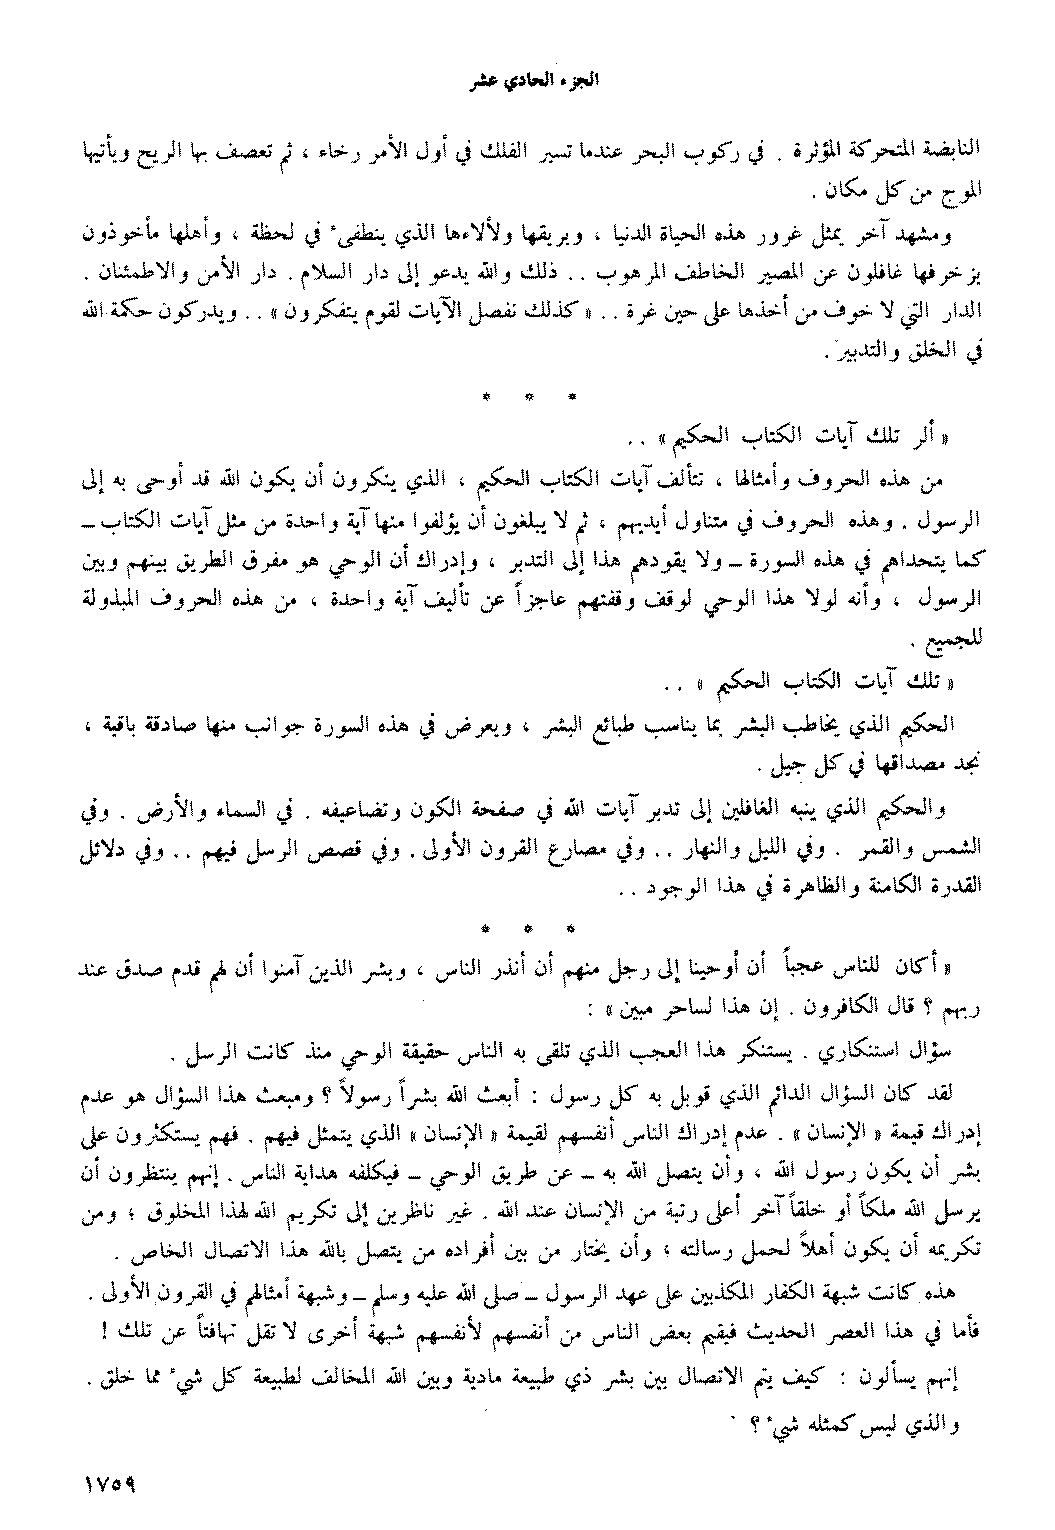 الجزء الحادي عشر
النابضة المتحركة المؤثرة . في ركوب البحر عندما تسير الفلك في أول الأمر رخاء ، ثم تعصف بها الريح ويأتيها
الموج من كل مكان .
ومشهد آخر يمثل غرور هذه الحياة الدنيا ، وبريقها ولألاءها الذي ينطفىء في لحظة ، وأهلها مأخوذون
بزخرفها غافلون عن المصير الخاطف المرهوب .. ذلك والله يدعو إلى دار السلام . دار الأمن والاطمئنان .
الدار التي لا خوف من أخذها على حين غرة .. « كذلك نفصل الآيات لقوم يتفكرون » .. ويدركون حكمة الله
في الخلق والتدبير .
* * *
« ألر تلك آيات الكتاب الحكيم » ..
من هذه الحروف وأمثالها ، تتألف آيات الكتاب الحكيم ، الذي ينكرون أن يكون الله قد أوحى به إلى
الرسول . وهذه الحروف في متناول أيديهم ، ثم لا يبلغون أن يؤلفوا منها آية واحدة من مثل آيات الكتاب ــ
كما يتحداهم في هذه السورة ــ ولا يقودهم هذا إلى التدبر ، وإدراك أن الوحي هو مفرق الطريق بينهم وبين
الرسول ، وأنه لولا هذا الوحي لوقف وقفتهم عاجزاً عن تأليف آية واحدة ، من هذه الحروف المبذولة
للجميع .
« تلك آيات الكتاب الحكيم » ..
الحكيم الذي يخاطب البشر بما يناسب طبائع البشر ، ويعرض في هذه السورة جوانب منها صادقة باقية ،
نجد مصداقها في كل جيل .
والحكيم الذي ينبه الغافلين إلى تدبر آيات الله في صفحة الكون وتضاعيفه . في السماء والأرض . وفي
الشمس والقمر . وفي الليل والنهار .. وفي مصارع القرون الأولى . وفي قصص الرسل فيهم .. وفي دلائل
القدرة الكامنة والظاهرة في هذا الوجود ..
* * *
« أكان للناس عجباً أن أوحينا إلى رجل منهم أن أنذر الناس ، وبشر الذين آمنوا أن لهم قدم صدق عند
ربهم ؟ قال الكافرون . إن هذا لساحر مبين » :
سؤال استنكاري . يستنكر هذا العجب الذي تلقى به الناس حقيقة الوحي منذ كانت الرسل .
لقد كان السؤال الدائم الذي قوبل به كل رسول : أبعث الله بشراً رسولاً ؟ ومبعث هذا السؤال هو عدم
إدراك قيمة « الإنسان » . عدم إدراك الناس أنفسهم لقيمة « الإنسان » الذي يتمثل فيهم . فهم يستكثرون على
بشر أن يكون رسول الله ، وأن يتصل الله به ــ عن طريق الوحي ــ فيكلفه هداية الناس . إنهم ينتظرون أن
يرسل الله ملكاً أو خلقاً آخر أعلى رتبة من الإنسان عند الله . غير ناظرين إلى تكريم الله لهذا المخلوق ؛ ومن
تكريمه أن يكون أهلاً لحمل رسالته ؛ وأن يختار من بين أفراده من يتصل بالله هذا الاتصال الخاص .
هذه كانت شبهة الكفار المكذبين على عهد الرسول ــ صلى الله عليه وسلم ــ وشبهة أمثالهم في القرون الأولى .
فأما في هذا العصر الحديث فيقيم بعض الناس من أنفسهم لأنفسهم شبهة أخرى لا تقل تهافتاً عن تلك !
إنهم يسألون : كيف يتم الاتصال بين بشر ذي طبيعة مادية وبين الله المخالف لطبيعة كل شيء مما خلق .
والذي ليس كمثله شيء ؟
١٧٥٩